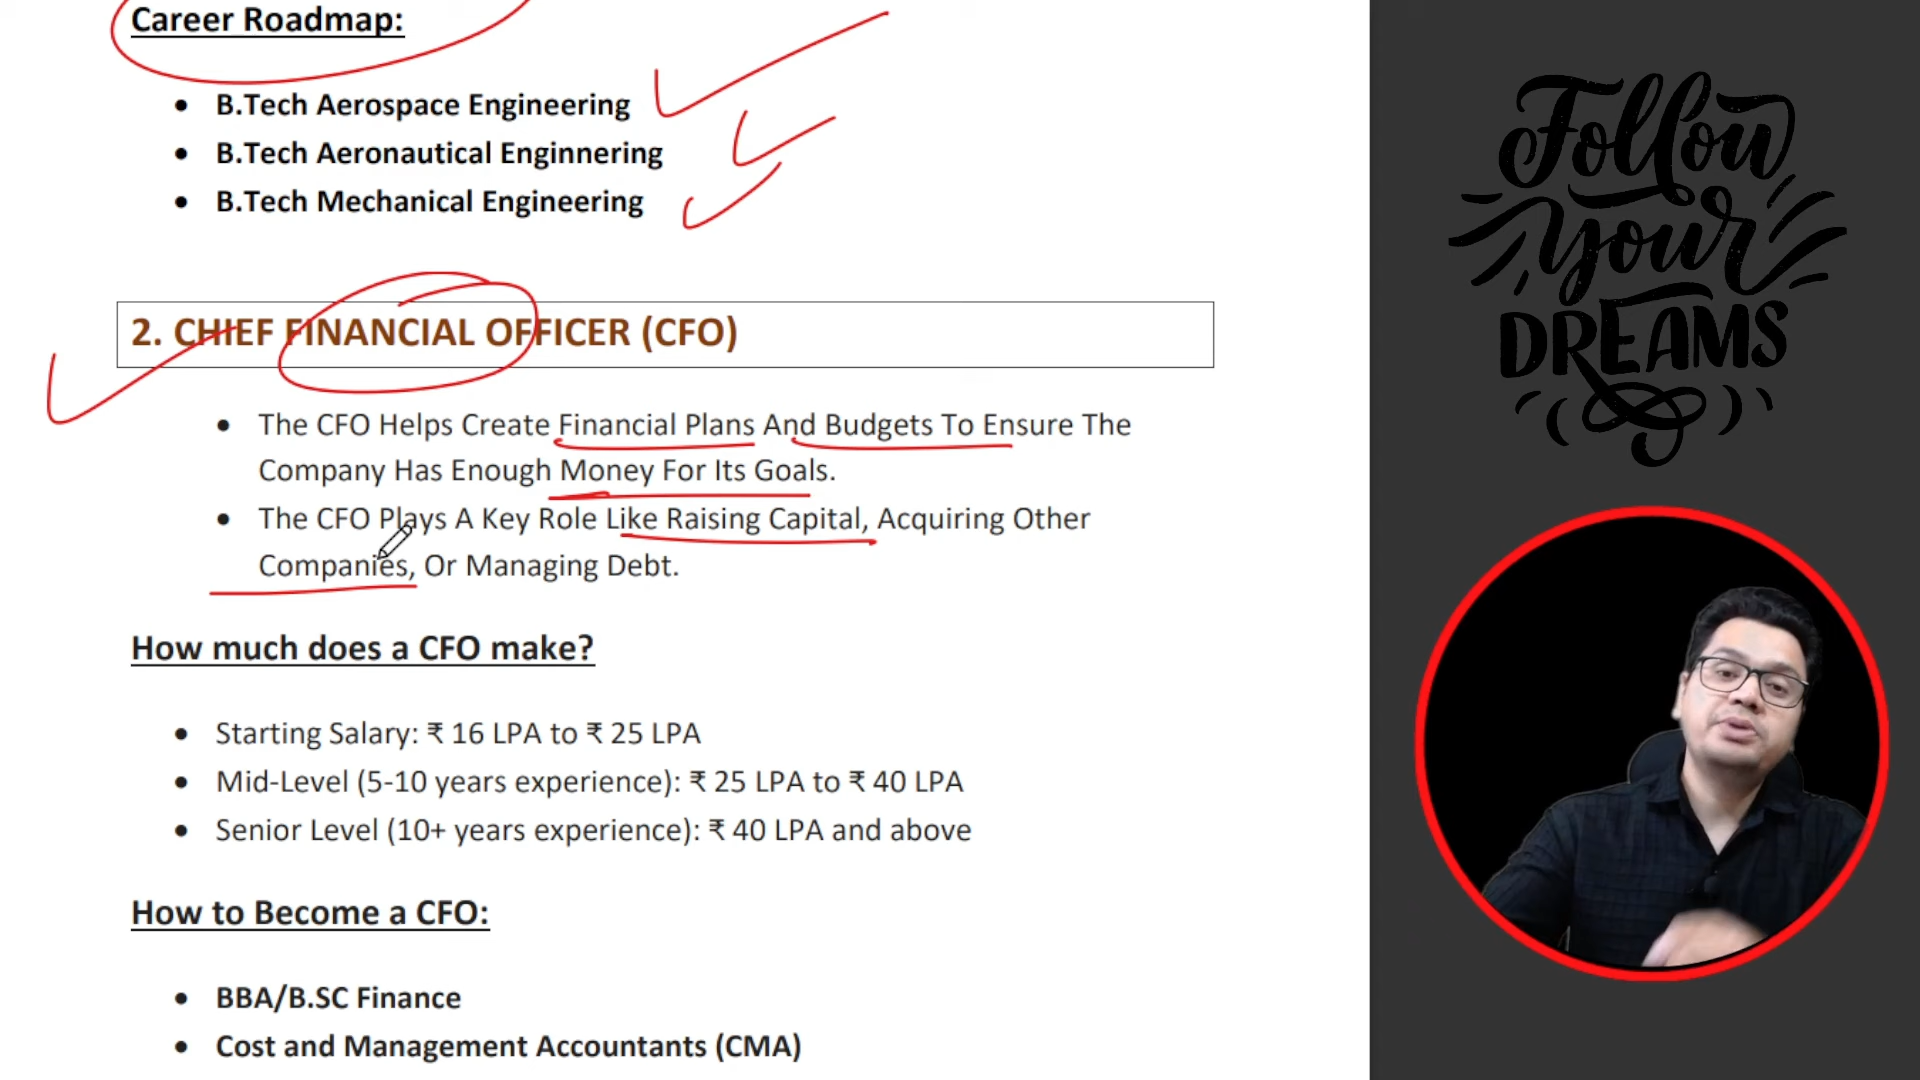 Career Roadmap:
• B.Tech Aerospace Engineering
• B.Tech Aeronautical Enginnering
• B.Tech Mechanical Engineering
2. CHIEF FINANCIAL OFFICER (CFO)
• The CFO Helps Create Financial Plans And Budgets To Ensure The
Company Has Enough Money For Its Goals.
• The CFO Plays A Key Role Like Raising Capital, Acquiring Other
Companies, Or Managing Debt.
How much does a CFO make?
• Starting Salary: ₹ 16 LPA to ₹ 25 LPA
• Mid-Level (5-10 years experience): ₹ 25 LPA to ₹ 40 LPA
• Senior Level (10+ years experience): ₹ 40 LPA and above
How to Become a CFO:
• BBA/B.SC Finance
• Cost and Management Accountants (CMA)
Follow
your
DREAMS